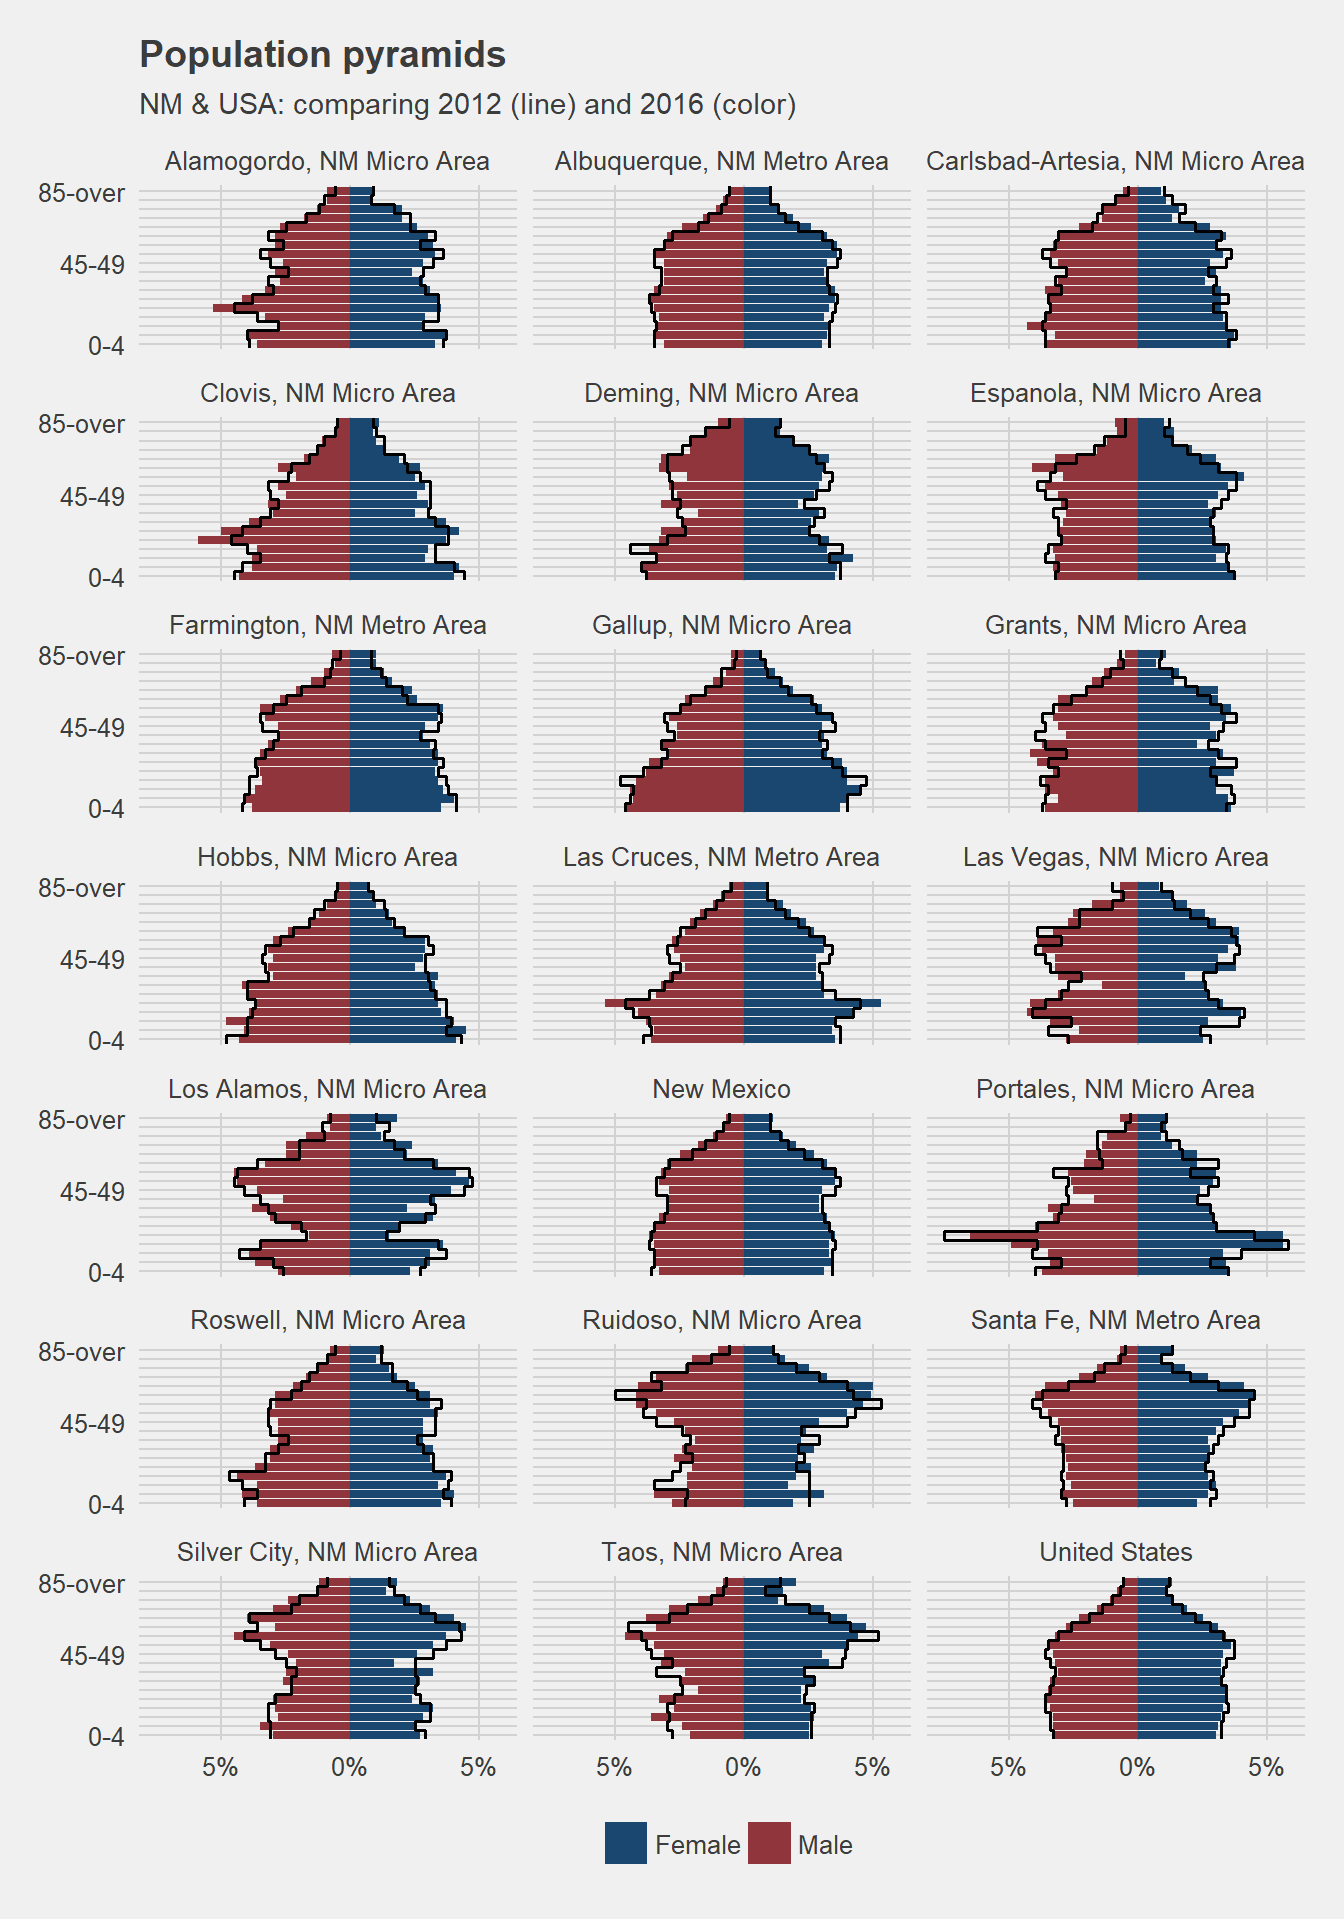 Population pyramids
NM & USA: comparing 2012 (line) and 2016 (color)
Alamogordo, NM Micro Area
Albuquerque, NM Metro Area
Carlsbad-Artesia, NM Micro Area
85-over
45-49
0-4
Clovis, NM Micro Area
Deming, NM Micro Area
Espanola, NM Micro Area
85-over
45-49
0-4
Farmington, NM Metro Area
Gallup, NM Micro Area
Grants, NM Micro Area
85-over
45-49
0-4
Hobbs, NM Micro Area
Las Cruces, NM Metro Area
Las Vegas, NM Micro Area
85-over
45-49
0-4
Los Alamos, NM Micro Area
New Mexico
Portales, NM Micro Area
85-over
45-49
0-4
Roswell, NM Micro Area
Ruidoso, NM Micro Area
Santa Fe, NM Metro Area
85-over
45-49
0-4
Silver City, NM Micro Area
Taos, NM Micro Area
United States
85-over
45-49
0-4
5% 0% 5%
5% 0% 5%
5% 0% 5%
Female Male